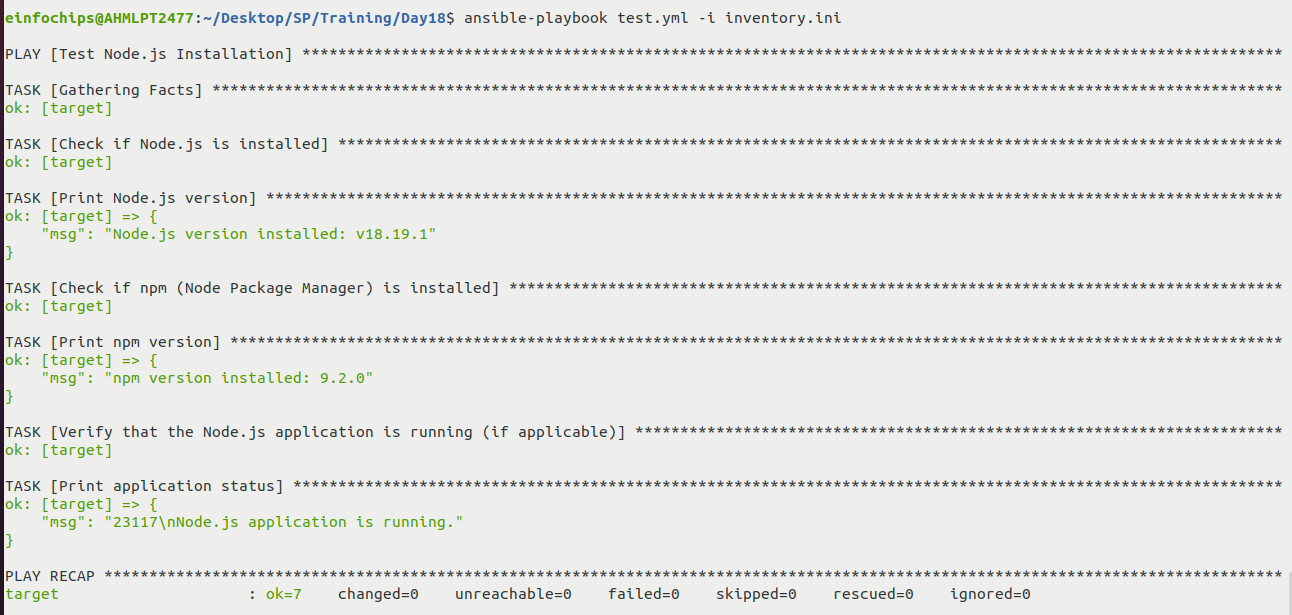 einfochips@AHMLPT2477:~/Desktop/SP/Training/Day18$ ansible-playbook test.yml -i inventory.ini
PLAY [Test Node.js Installation] *************************************************************************************************************
TASK [Gathering Facts] ***********************************************************************************************************************
ok: [target]
TASK [Check if Node.js is installed] *********************************************************************************************************
ok: [target]
TASK [Print Node.js version] *****************************************************************************************************************
ok: [target] => {
    "msg": "Node.js version installed: v18.19.1"
}
TASK [Check if npm (Node Package Manager) is installed] **************************************************************************************
ok: [target]
TASK [Print npm version] *********************************************************************************************************************
ok: [target] => {
    "msg": "npm version installed: 9.2.0"
}
TASK [Verify that the Node.js application is running (if applicable)] ************************************************************************
ok: [target]
TASK [Print application status] **************************************************************************************************************
ok: [target] => {
    "msg": "23117\nNode.js application is running."
}
PLAY RECAP ***********************************************************************************************************************************
target                     : ok=7    changed=0    unreachable=0    failed=0    skipped=0    rescued=0    ignored=0